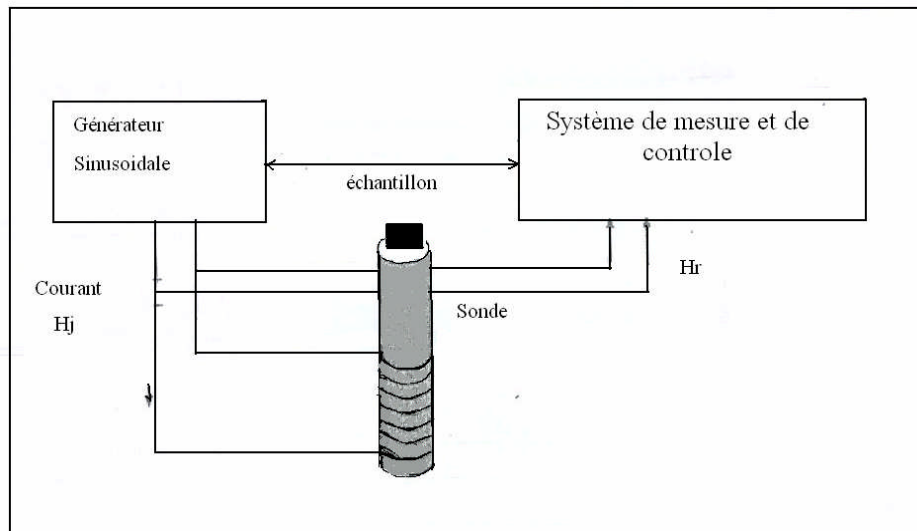 Générateur
Sinusoidale
Système de mesure et de
controle
échantillon
Courant
Hj
Sonde
Hr